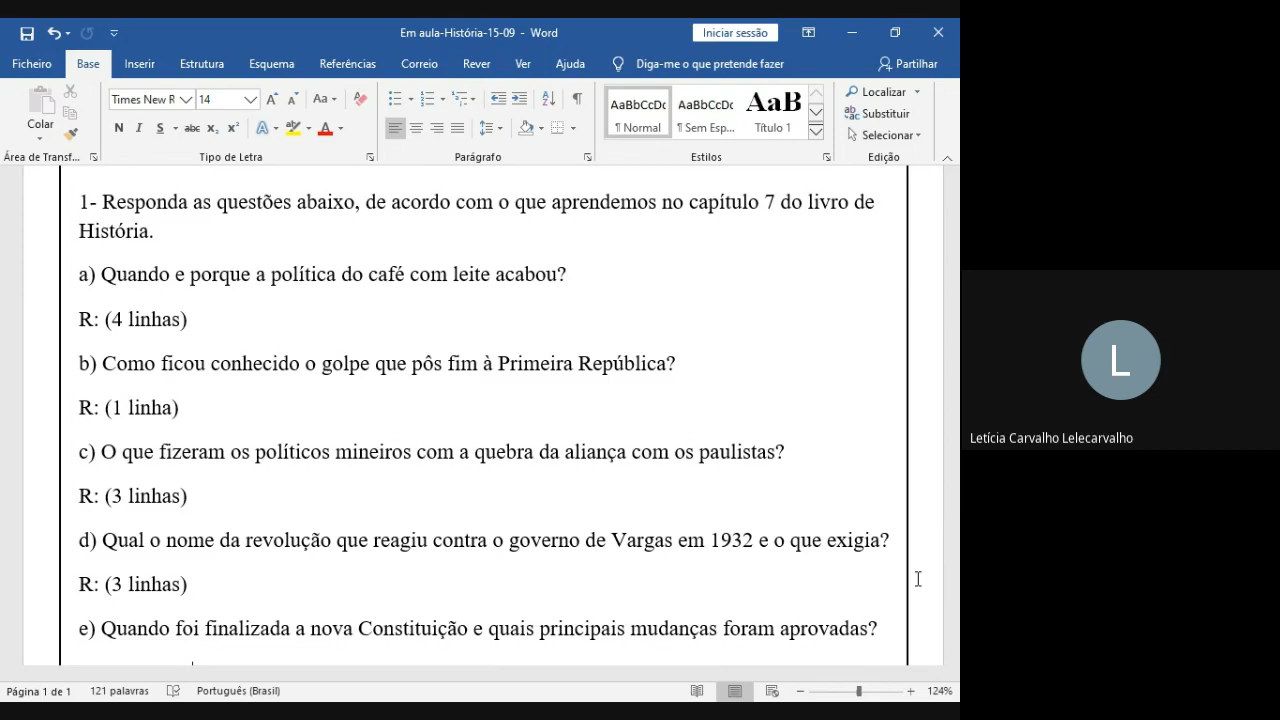 Em aula-História-15-09 - Word
Iniciar sessão
Ficheiro Base Inserir Estrutura Esquema Referências Correio Rever Ver Ajuda Diga-me o que pretende fazer Partilhar
Times New R 14 Aa
Colar
N I S abc x₂ x² A A
AaBbCcDc AaBbCcDc AaB
¶ Normal ¶ Sem Esp... Título 1
Localizar
Substituir
Selecionar
Área de Transf... Tipo de Letra Parágrafo Estilos Edição
1- Responda as questões abaixo, de acordo com o que aprendemos no capítulo 7 do livro de
História.
a) Quando e porque a política do café com leite acabou?
R: (4 linhas)
b) Como ficou conhecido o golpe que pôs fim à Primeira República?
R: (1 linha)
c) O que fizeram os políticos mineiros com a quebra da aliança com os paulistas?
R: (3 linhas)
d) Qual o nome da revolução que reagiu contra o governo de Vargas em 1932 e o que exigia?
R: (3 linhas)
e) Quando foi finalizada a nova Constituição e quais principais mudanças foram aprovadas?
Página 1 de 1 121 palavras Português (Brasil) 124%
L
Letícia Carvalho Lelecarvalho